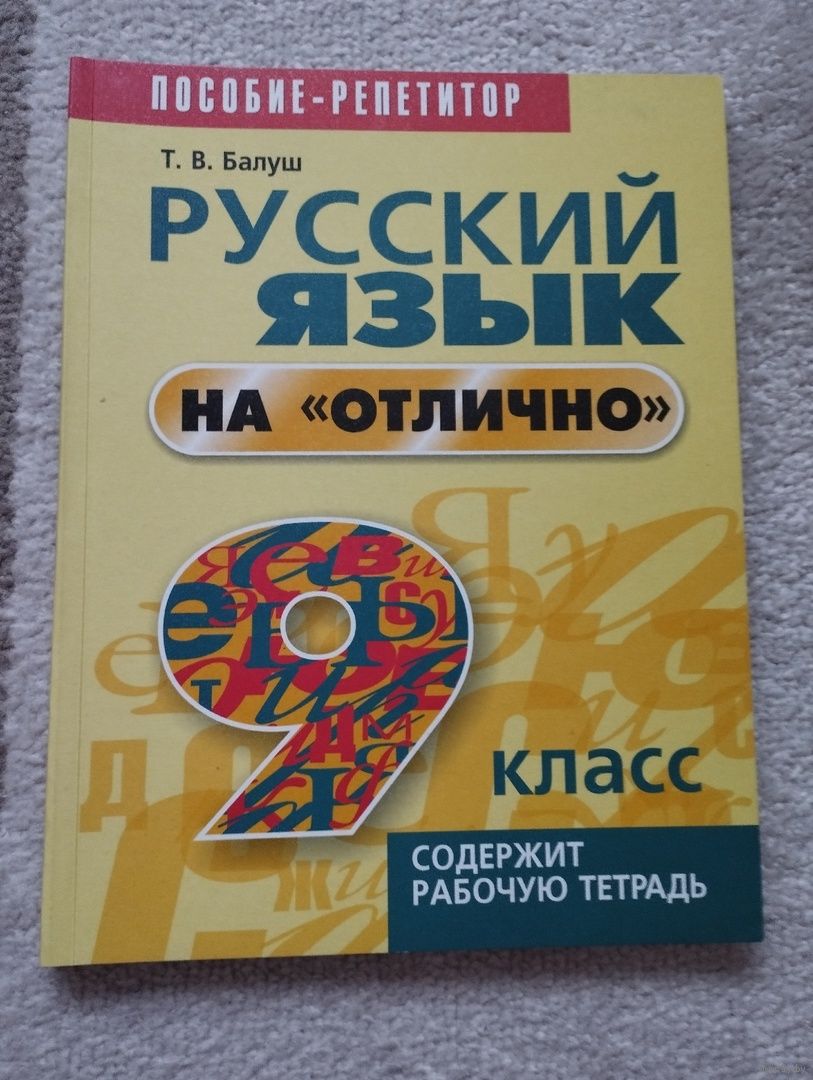 ПОСОБИЕ-РЕПЕТИТОР
Т. В. Балуш
РУССКИЙ
ЯЗЫК
НА «ОТЛИЧНО»
9
класс
СОДЕРЖИТ
РАБОЧУЮ ТЕТРАДЬ